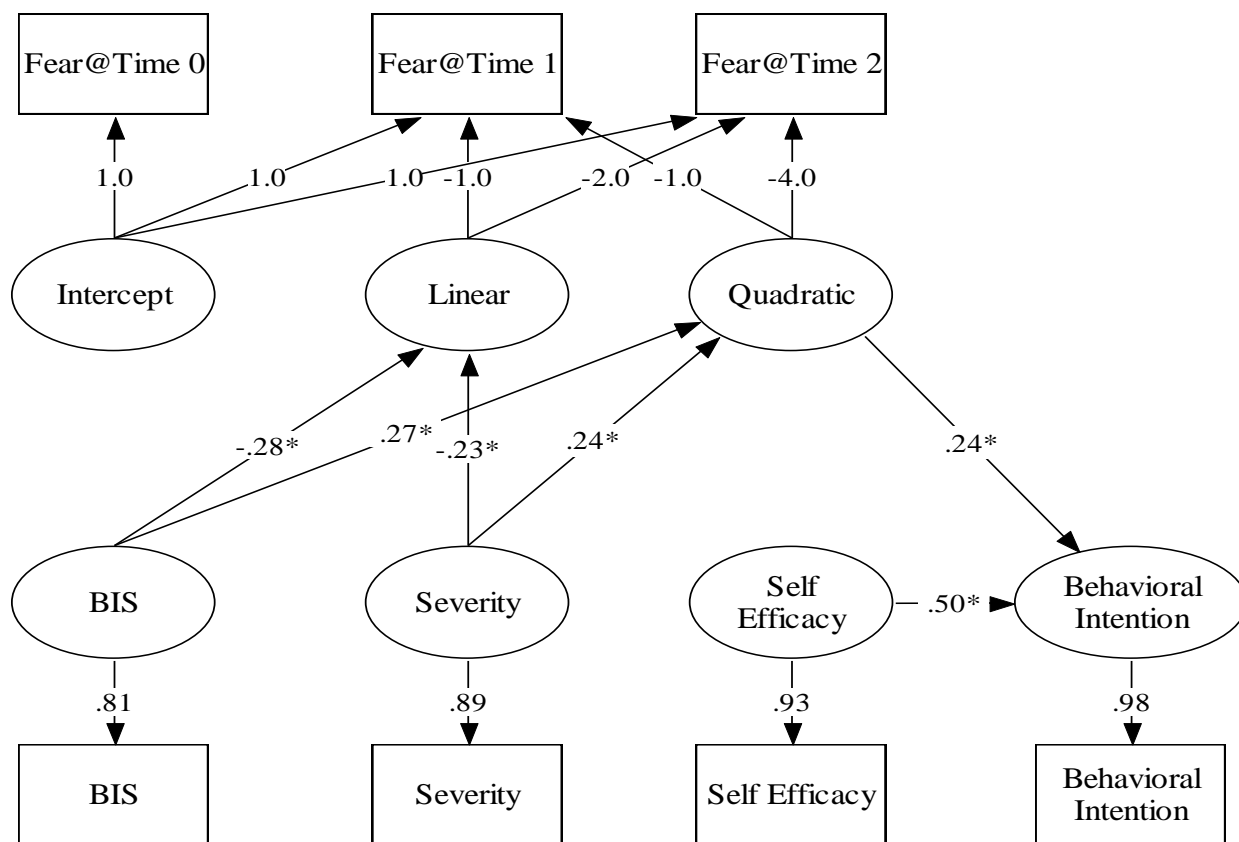 Fear@Time 0
Fear@Time 1
Fear@Time 2
1.0
1.0
1.0
-1.0
-2.0
-1.0
-4.0
Intercept
Linear
Quadratic
-.28*
.27*
-.23*
.24*
.24*
BIS
Severity
Self
Efficacy
.50*
Behavioral
Intention
.81
.89
.93
.98
BIS
Severity
Self Efficacy
Behavioral
Intention